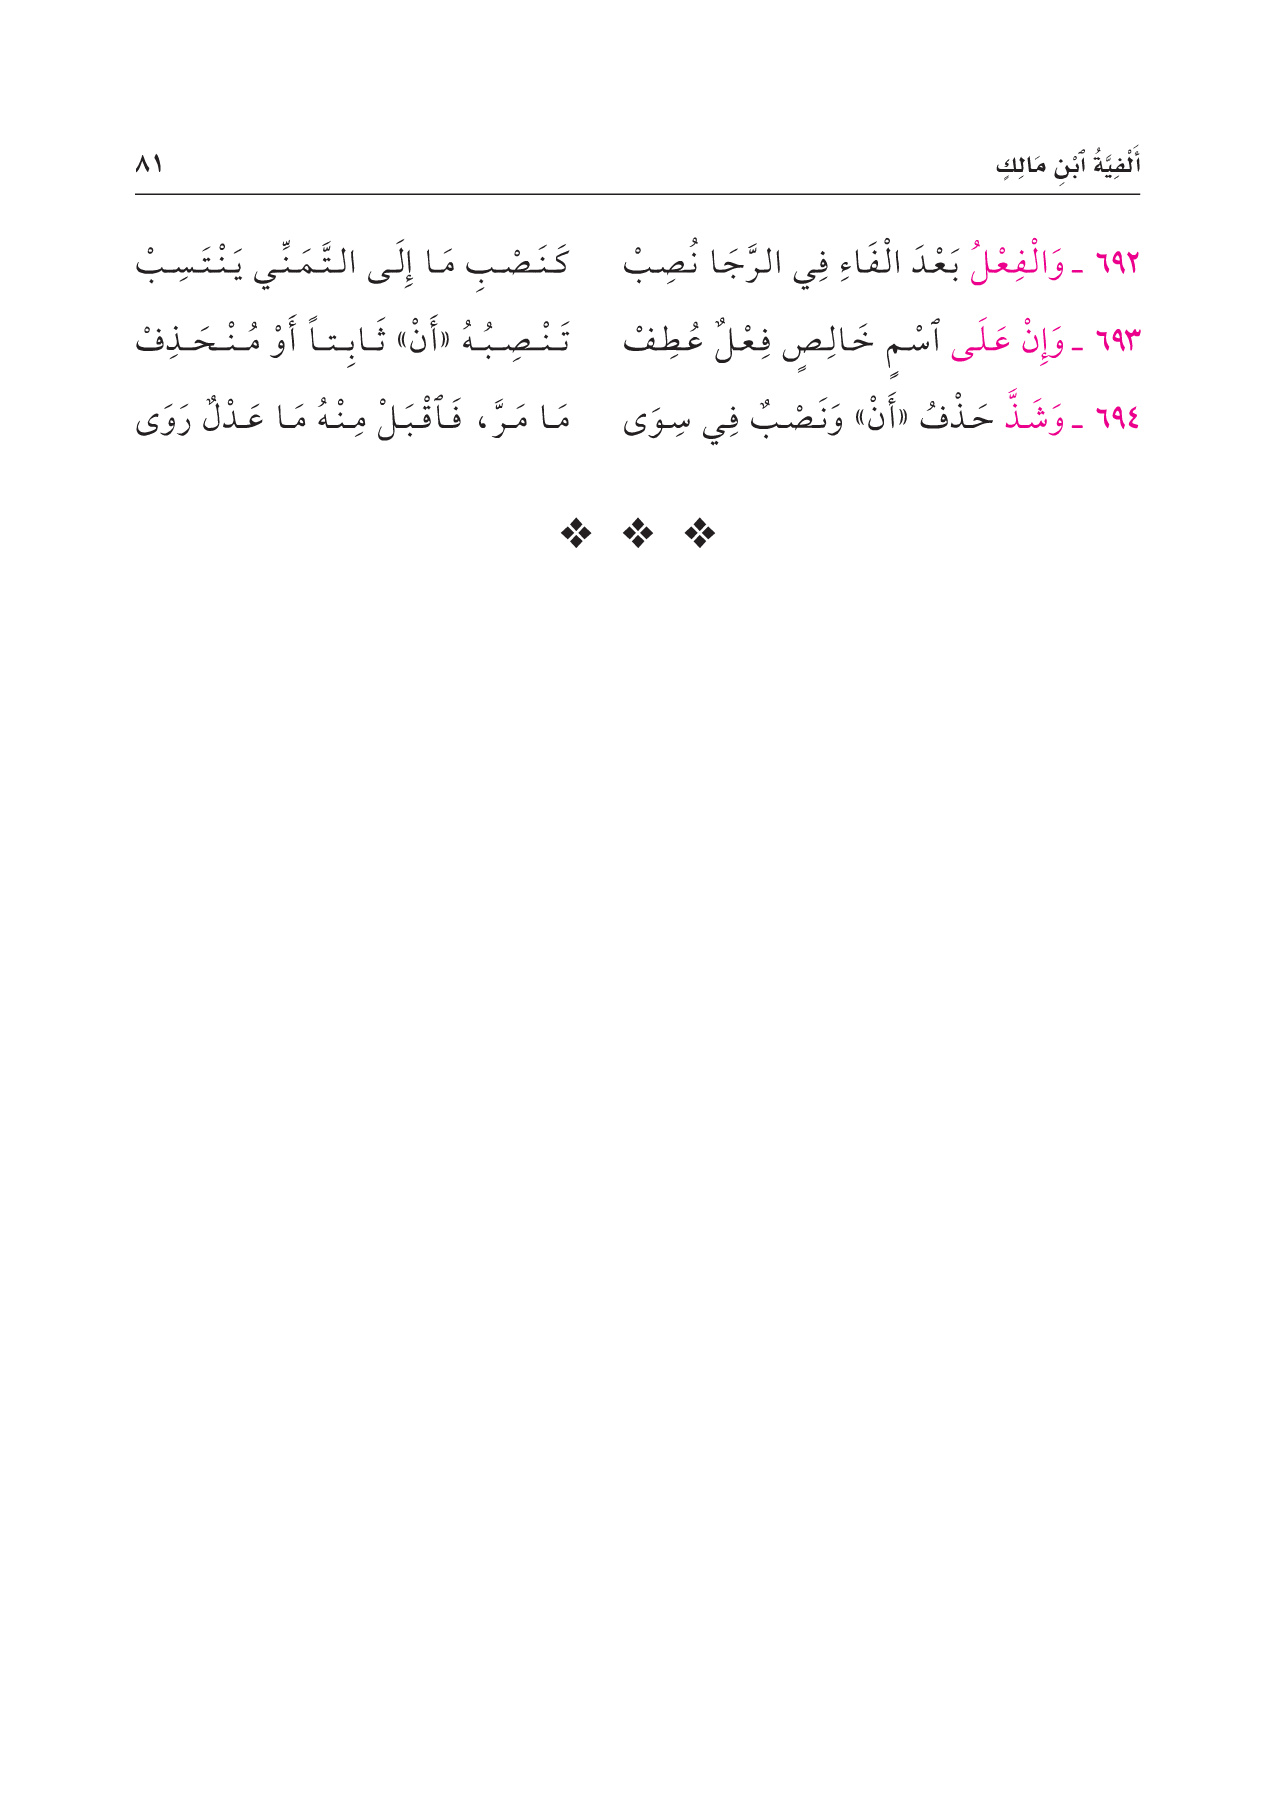 أَلْفِيَّةُ ٱبْنِ مَالِكٍ ٨١
٦٩٢ ـ وَالْفِعْلُ بَعْدَ الْفَاءِ فِي الرَّجَا نُصِبْ كَنَصْبِ مَا إِلَى التَّمَنِّي يَنْتَسِبْ
٦٩٣ ـ وَإِنْ عَلَى ٱسْمٍ خَالِصٍ فِعْلٌ عُطِفْ تَنْصِبُهُ «أَنْ» ثَابِتاً أَوْ مُنْحَذِفْ
٦٩٤ ـ وَشَذَّ حَذْفُ «أَنْ» وَنَصْبٌ فِي سِوَى مَا مَرَّ، فَٱقْبَلْ مِنْهُ مَا عَدْلٌ رَوَى